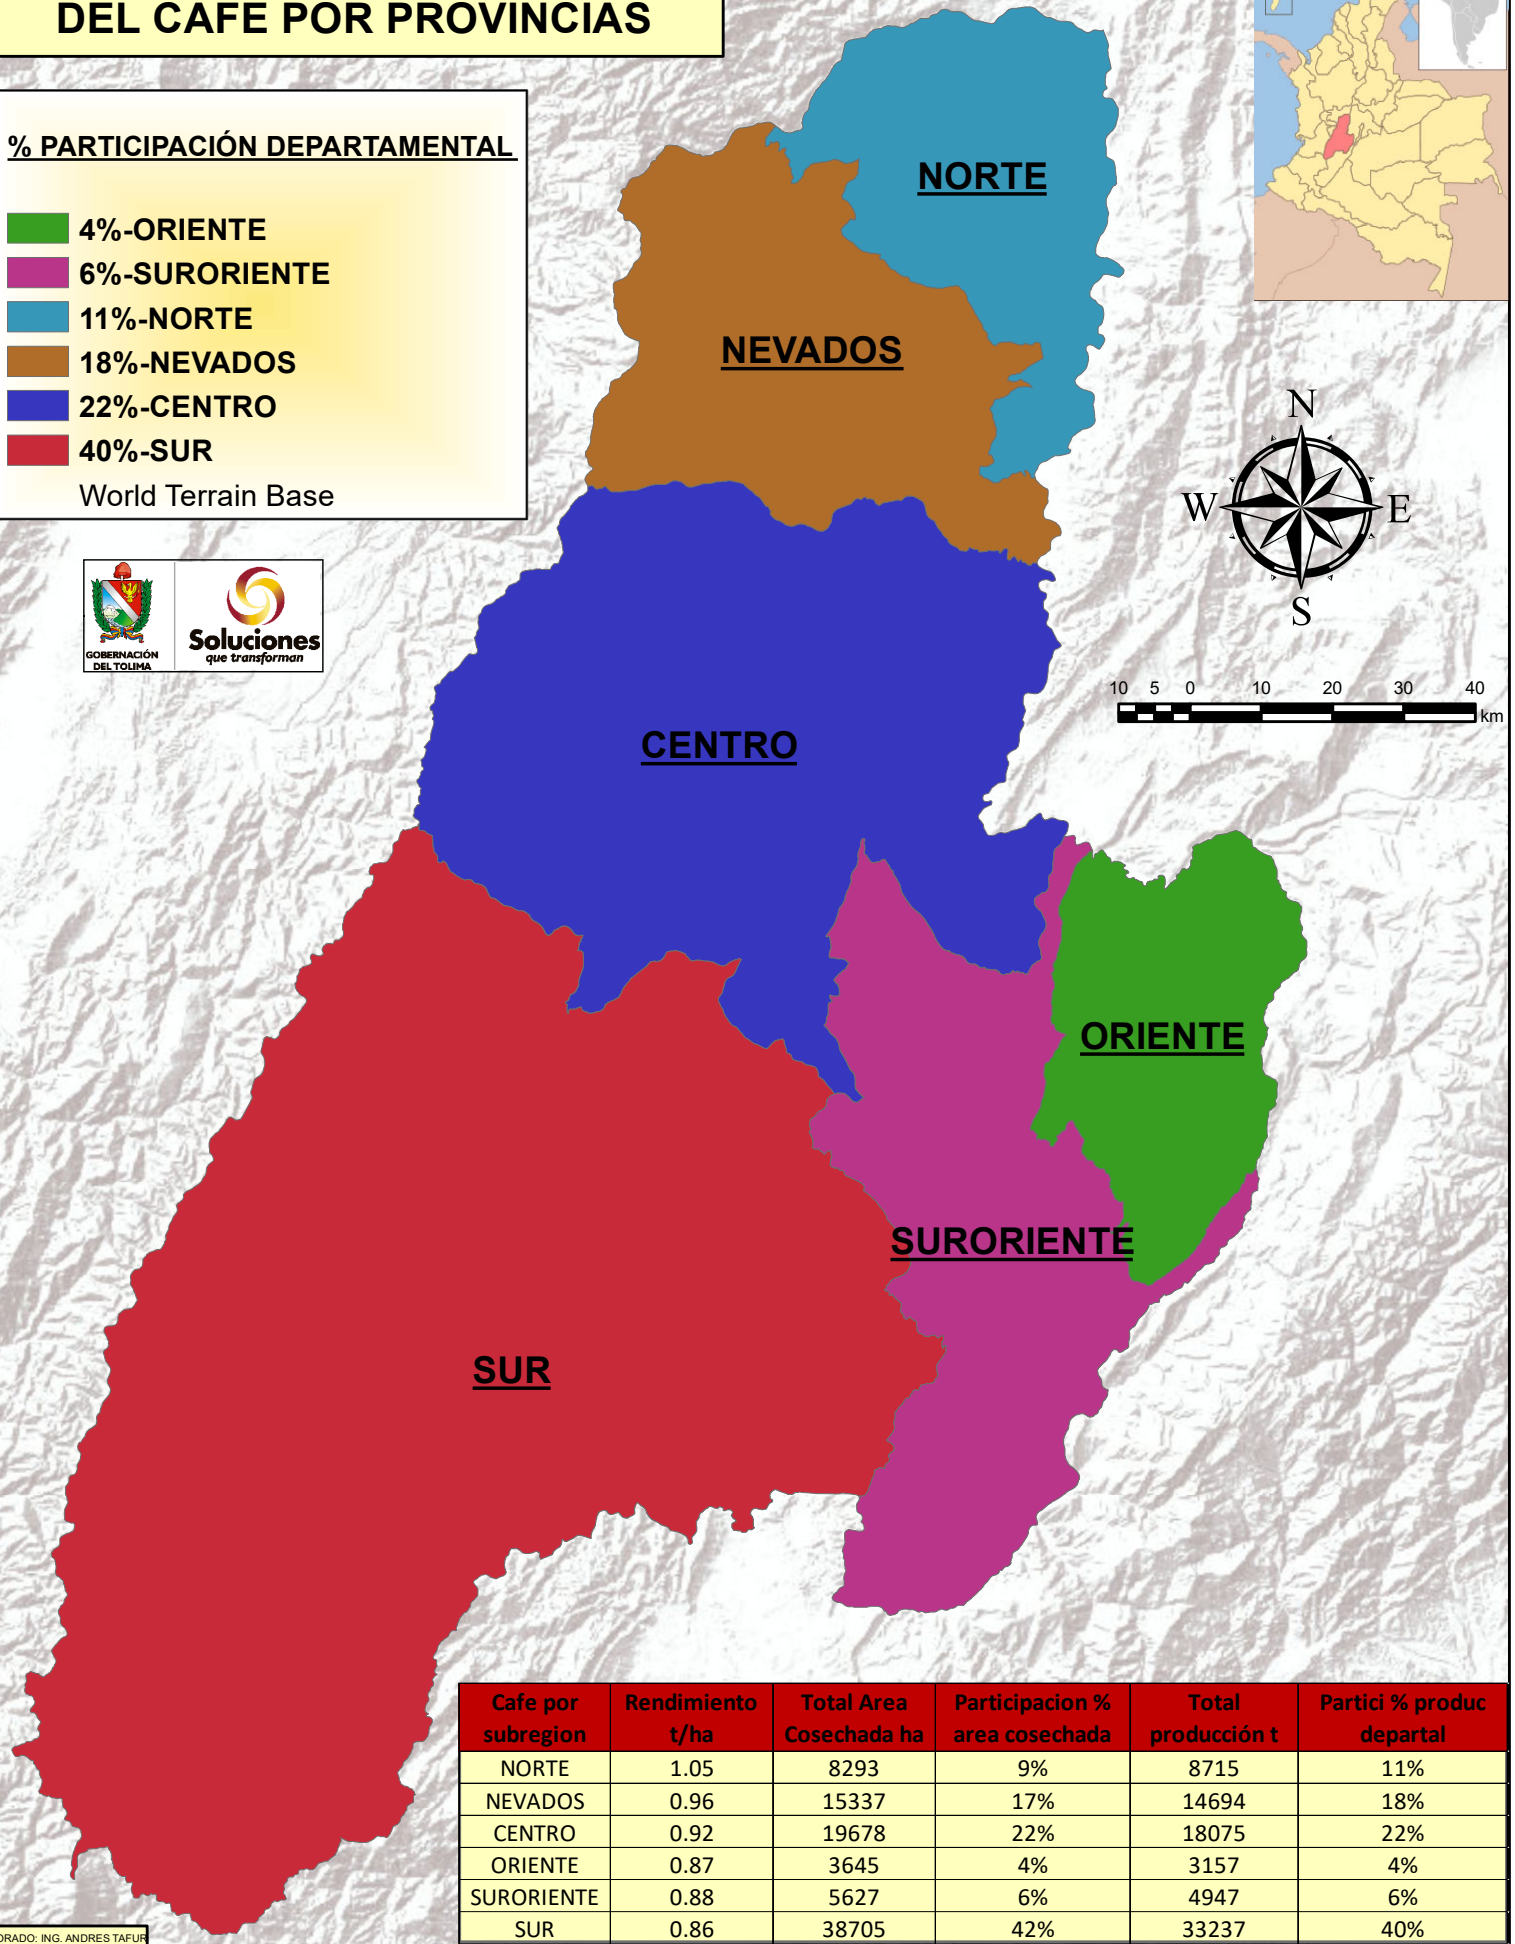 DEL CAFE POR PROVINCIAS
% PARTICIPACIÓN DEPARTAMENTAL
4%-ORIENTE
6%-SURORIENTE
11%-NORTE
18%-NEVADOS
22%-CENTRO
40%-SUR
World Terrain Base
GOBERNACIÓN
DEL TOLIMA
Soluciones
que transforman
NORTE
NEVADOS
N
W E
S
10 5 0 10 20 30 40
km
CENTRO
ORIENTE
SURORIENTE
SUR
Cafe por subregion Rendimiento t/ha Total Area Cosechada ha Participacion % area cosechada Total producción t Partici % produc departal
NORTE 1.05 8293 9% 8715 11%
NEVADOS 0.96 15337 17% 14694 18%
CENTRO 0.92 19678 22% 18075 22%
ORIENTE 0.87 3645 4% 3157 4%
SURORIENTE 0.88 5627 6% 4947 6%
SUR 0.86 38705 42% 33237 40%
ORADO: ING. ANDRES TAFUR